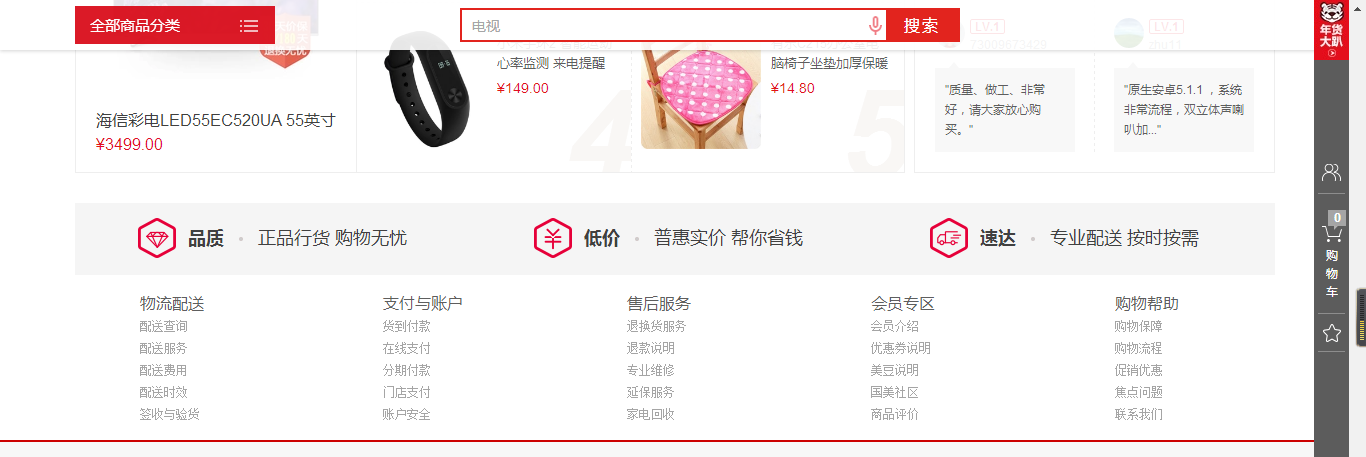 全部商品分类
电视
搜索
年货
大趴
LV.1
LV.1
心率监测 来电提醒
¥149.00
脑椅子坐垫加厚保暖
¥14.80
4
5
海信彩电LED55EC520UA 55英寸
¥3499.00
"质量、做工、非常
好，请大家放心购
买。"
"原生安卓5.1.1 ，系统
非常流程，双立体声喇
叭加..."
0
购
物
车
品质
正品行货 购物无忧
低价
普惠实价 帮你省钱
速达
专业配送 按时按需
物流配送
配送查询
配送服务
配送费用
配送时效
签收与验货
支付与账户
货到付款
在线支付
分期付款
门店支付
账户安全
售后服务
退换货服务
退款说明
专业维修
延保服务
家电回收
会员专区
会员介绍
优惠券说明
美豆说明
国美社区
商品评价
购物帮助
购物保障
购物流程
促销优惠
焦点问题
联系我们